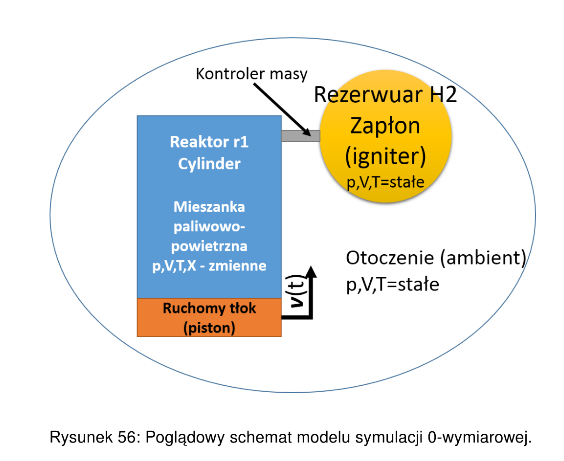 Kontroler masy
Rezerwuar H2
Zapłon
(igniter)
p,V,T=stałe
Reaktor r1
Cylinder
Mieszanka
paliwowo-
powietrzna
p,V,T,X - zmienne
Otoczenie (ambient)
p,V,T=stałe
v(t)
Ruchomy tłok
(piston)
Rysunek 56: Poglądowy schemat modelu symulacji 0-wymiarowej.